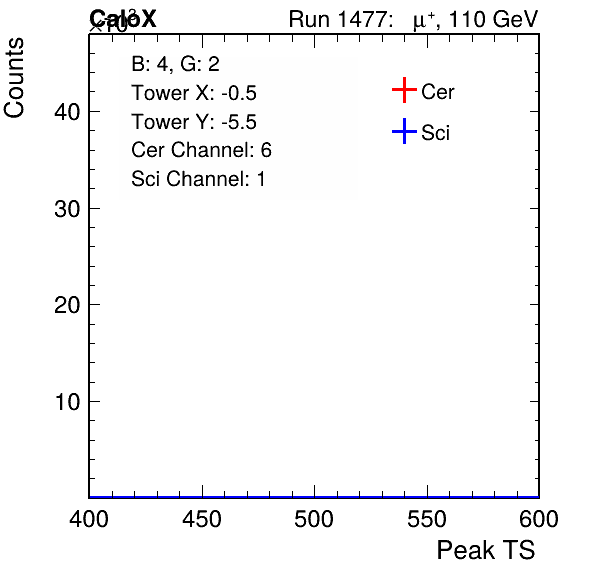 CaloX
×10³
Run 1477: μ⁺, 110 GeV
Counts
B: 4, G: 2
Tower X: -0.5
Tower Y: -5.5
Cer Channel: 6
Sci Channel: 1
Cer
Sci
40
30
20
10
400 450 500 550 600
Peak TS